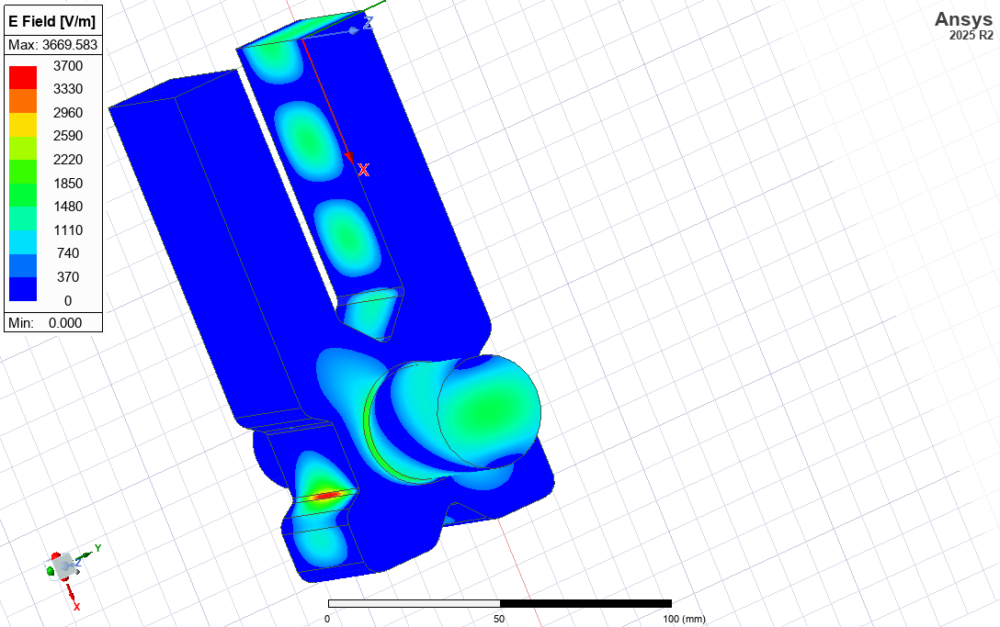 E Field [V/m]
Max: 3669.583
3700
3330
2960
2590
2220
1850
1480
1110
740
370
0
Min: 0.000
Ansys
2025 R2
Z
X
Y
Z
X
0 50 100 (mm)